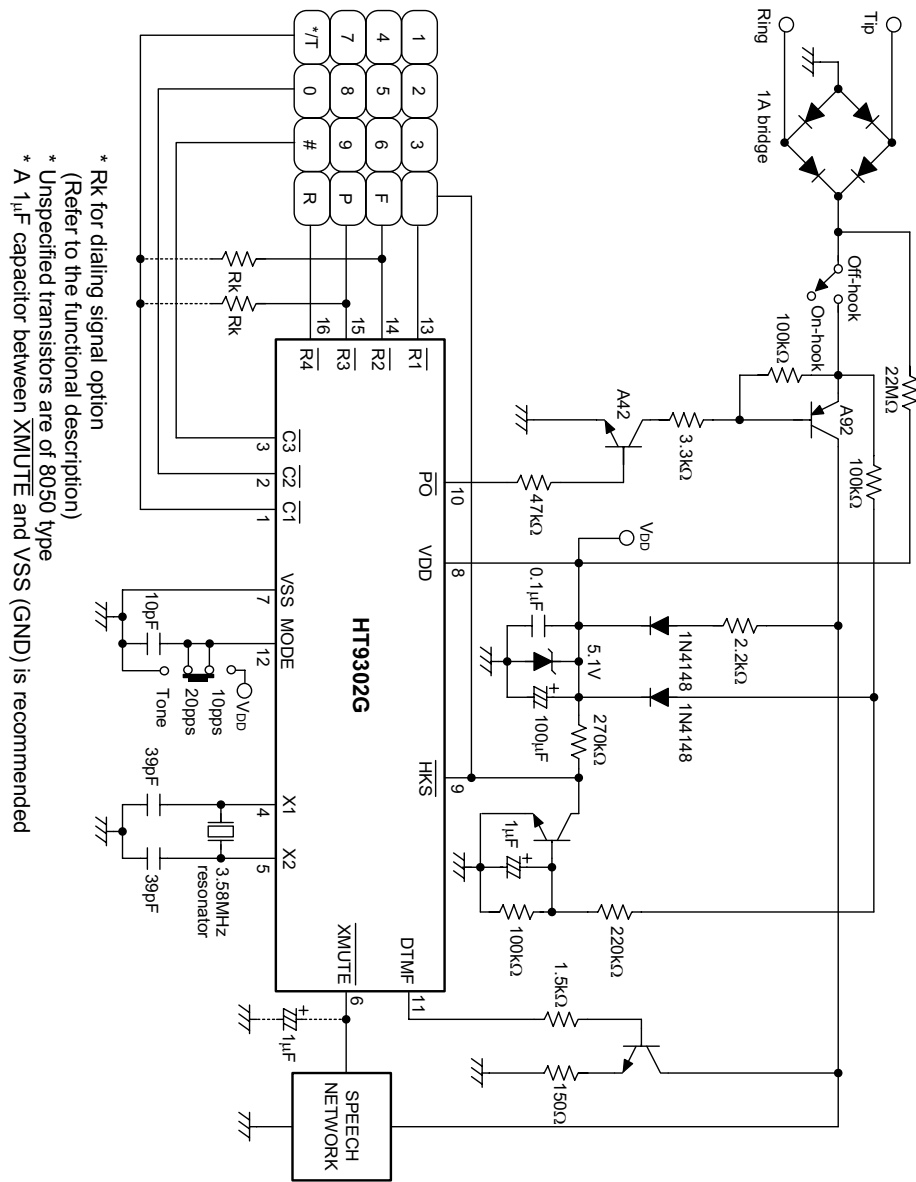 Tip
Ring
1A bridge
Off-hook
On-hook
22MΩ
100kΩ
A92
100kΩ
A42
3.3kΩ
47kΩ
VDD
2.2kΩ
1N4148
1N4148
0.1μF
5.1V
+
100μF
270kΩ
+
1μF
100kΩ
220kΩ
1.5kΩ
150Ω
1
2
3
4
5
6
F
7
8
9
P
*/T
0
#
R
Rk
Rk
13
14
15
16
R1
R2
R3
R4
10
PO
8
VDD
9
HKS
11
DTMF
HT9302G
C3
3
C2
2
C1
1
VSS
7
MODE
12
X1
4
X2
5
XMUTE
6
10pF
VDD
10pps
20pps
Tone
39pF
39pF
3.58MHz
resonator
+
1μF
SPEECH
NETWORK
* Rk for dialing signal option
(Refer to the functional description)
* Unspecified transistors are of 8050 type
* A 1μF capacitor between XMUTE and VSS (GND) is recommended